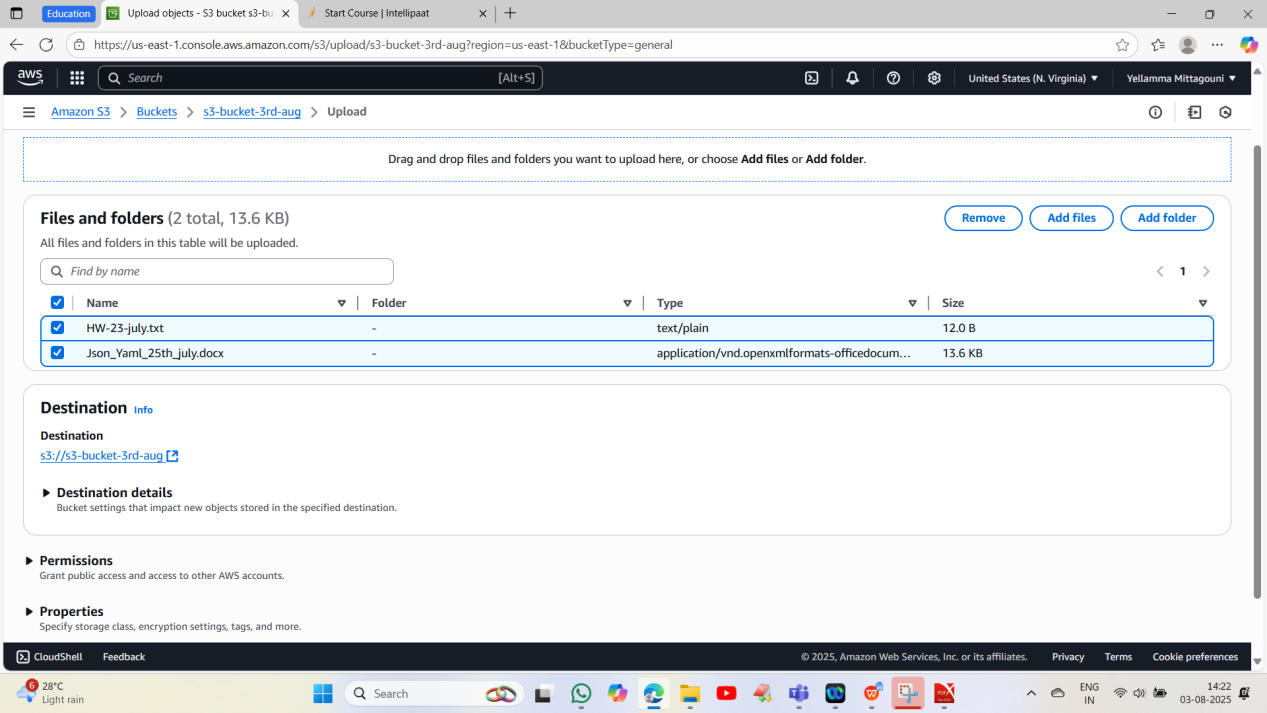 Education
Upload objects - S3 bucket s3-bu
Start Course | Intellipaat
https://us-east-1.console.aws.amazon.com/s3/upload/s3-bucket-3rd-aug?region=us-east-1&bucketType=general
aws
Search [Alt+S]
United States (N. Virginia)
Yellamma Mittagouni
Amazon S3 > Buckets > s3-bucket-3rd-aug > Upload
Drag and drop files and folders you want to upload here, or choose Add files or Add folder.
Files and folders (2 total, 13.6 KB)
Remove
Add files
Add folder
All files and folders in this table will be uploaded.
Find by name
1
Name Folder Type Size
HW-23-july.txt - text/plain 12.0 B
Json_Yaml_25th_july.docx - application/vnd.openxmlformats-officedocum... 13.6 KB
Destination Info
Destination
s3://s3-bucket-3rd-aug
Destination details
Bucket settings that impact new objects stored in the specified destination.
Permissions
Grant public access and access to other AWS accounts.
Properties
Specify storage class, encryption settings, tags, and more.
CloudShell Feedback © 2025, Amazon Web Services, Inc. or its affiliates. Privacy Terms Cookie preferences
6
28°C
Light rain
Search
ENG
IN
14:22
03-08-2025